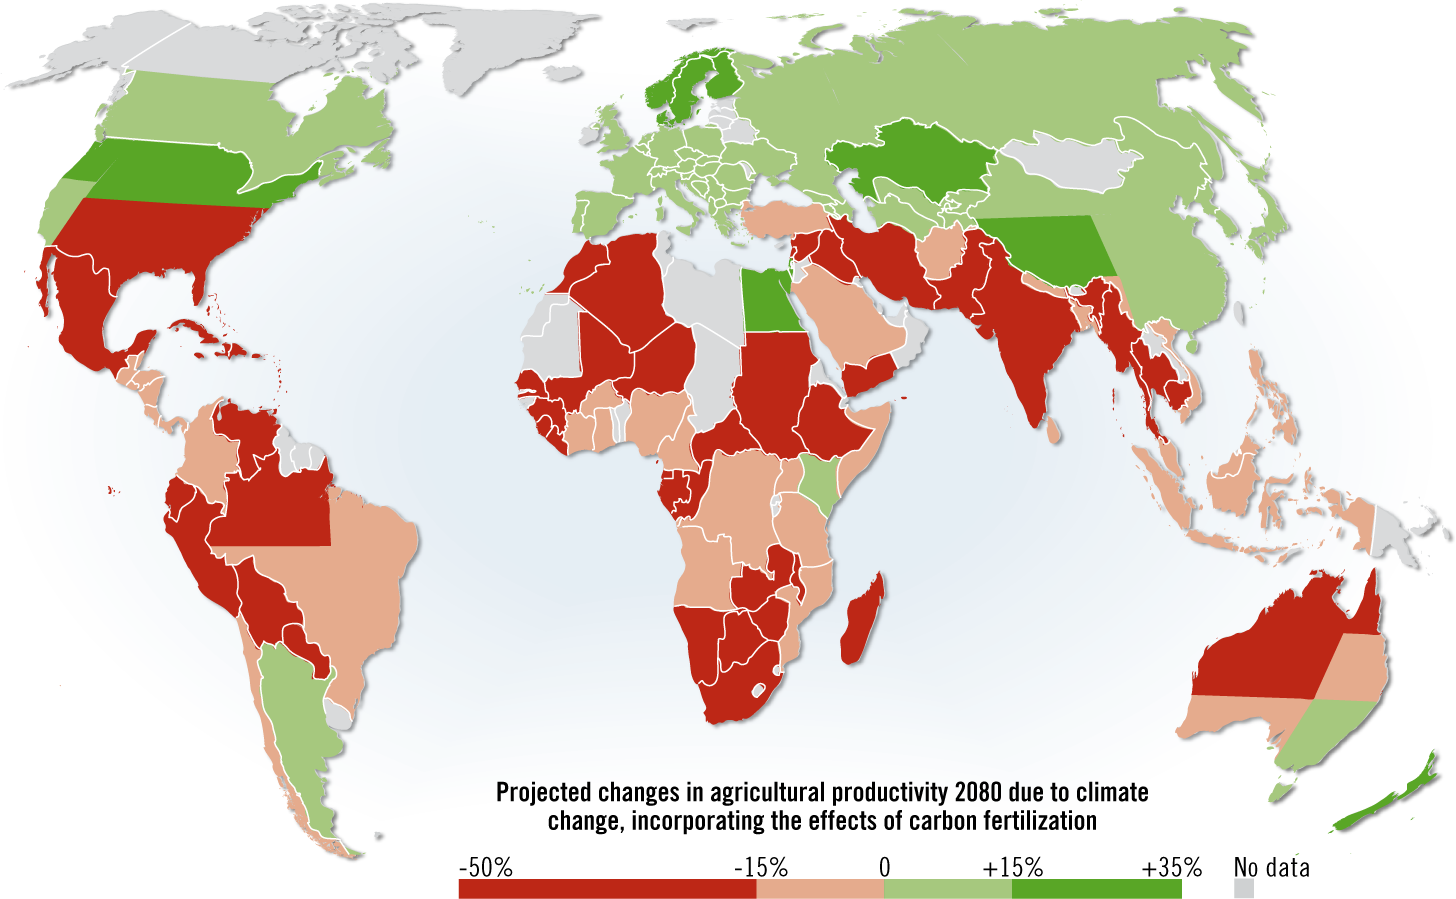 Projected changes in agricultural productivity 2080 due to climate
change, incorporating the effects of carbon fertilization
-50% -15% 0 +15% +35% No data